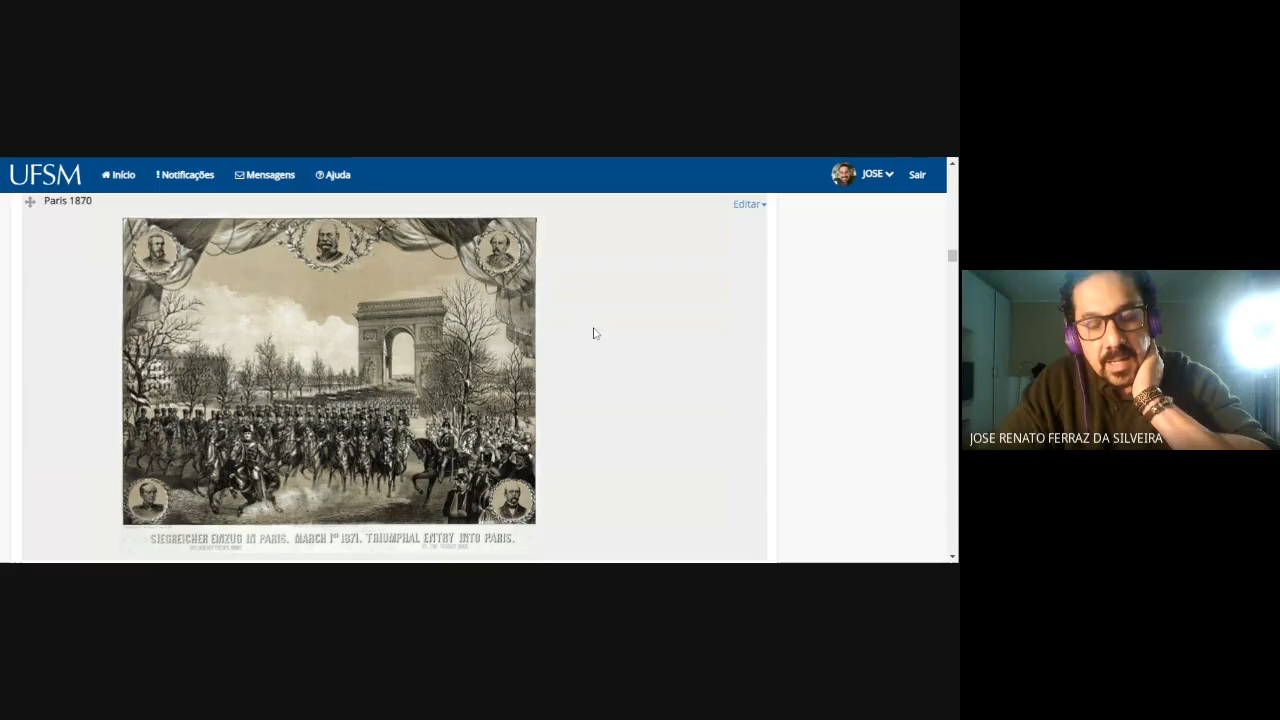 UFSM Início Notificações Mensagens Ajuda JOSE Sair
Paris 1870
Editar
SIEGREICHER EINZUG IN PARIS. MARCH 1ST 1871. TRIUMPHAL ENTRY INTO PARIS.
JOSE RENATO FERRAZ DA SILVEIRA